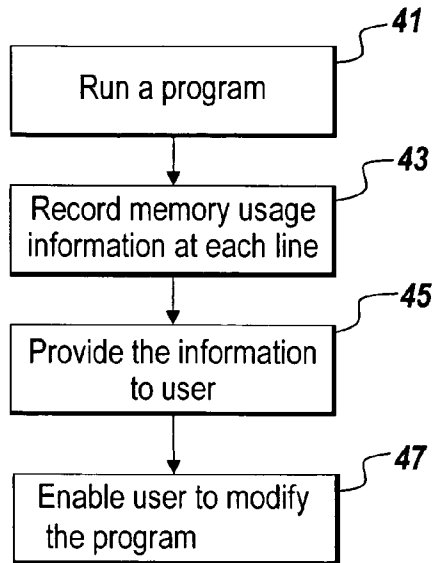 41
Run a program
43
Record memory usage
information at each line
45
Provide the information
to user
47
Enable user to modify
the program